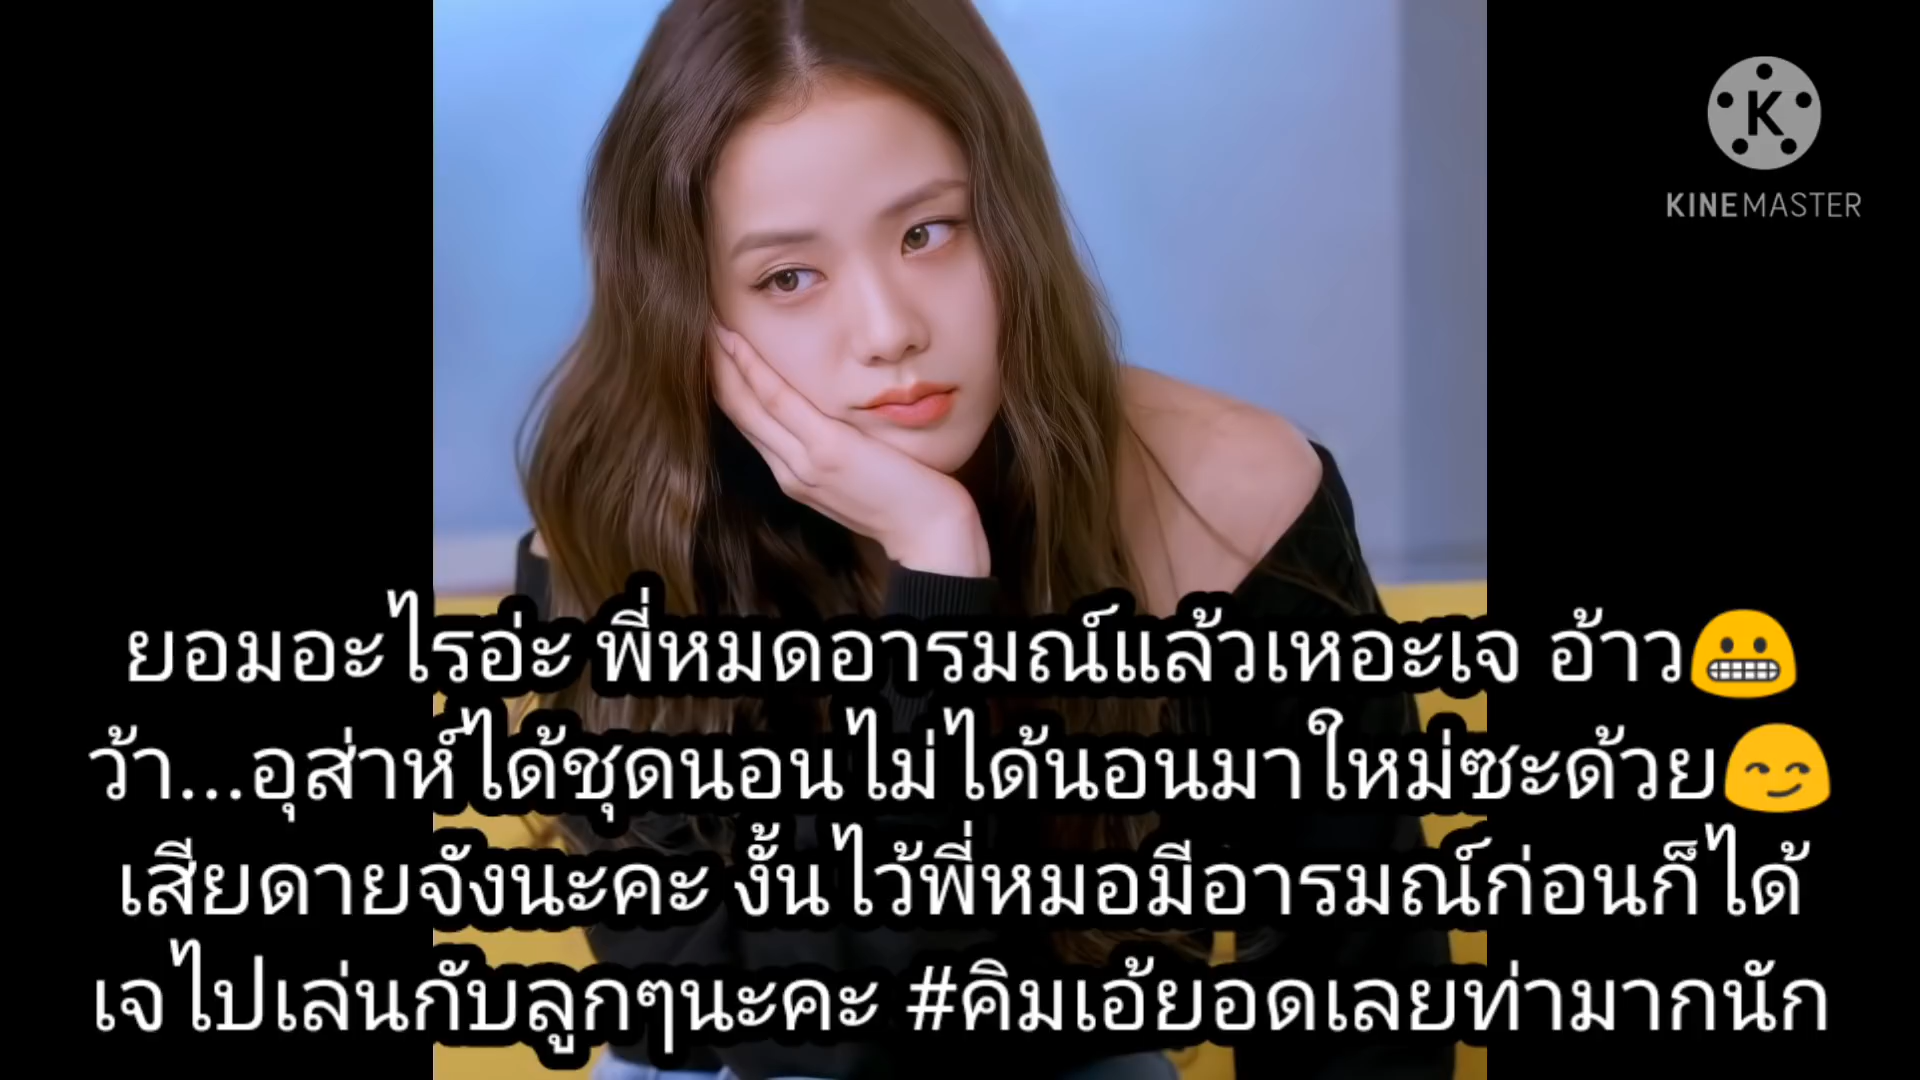 KINEMASTER
ยอมอะไรอ่ะ พี่หมดอารมณ์แล้วเหอะเจ อ้าว😬
ว้า...อุส่าห์ได้ชุดนอนไม่ได้นอนมาใหม่ซะด้วย😏
เสียดายจังนะคะ งั้นไว้พี่หมอมีอารมณ์ก่อนก็ได้
เจไปเล่นกับลูกๆนะคะ #คิมเอ้ยอดเลยท่ามากนัก